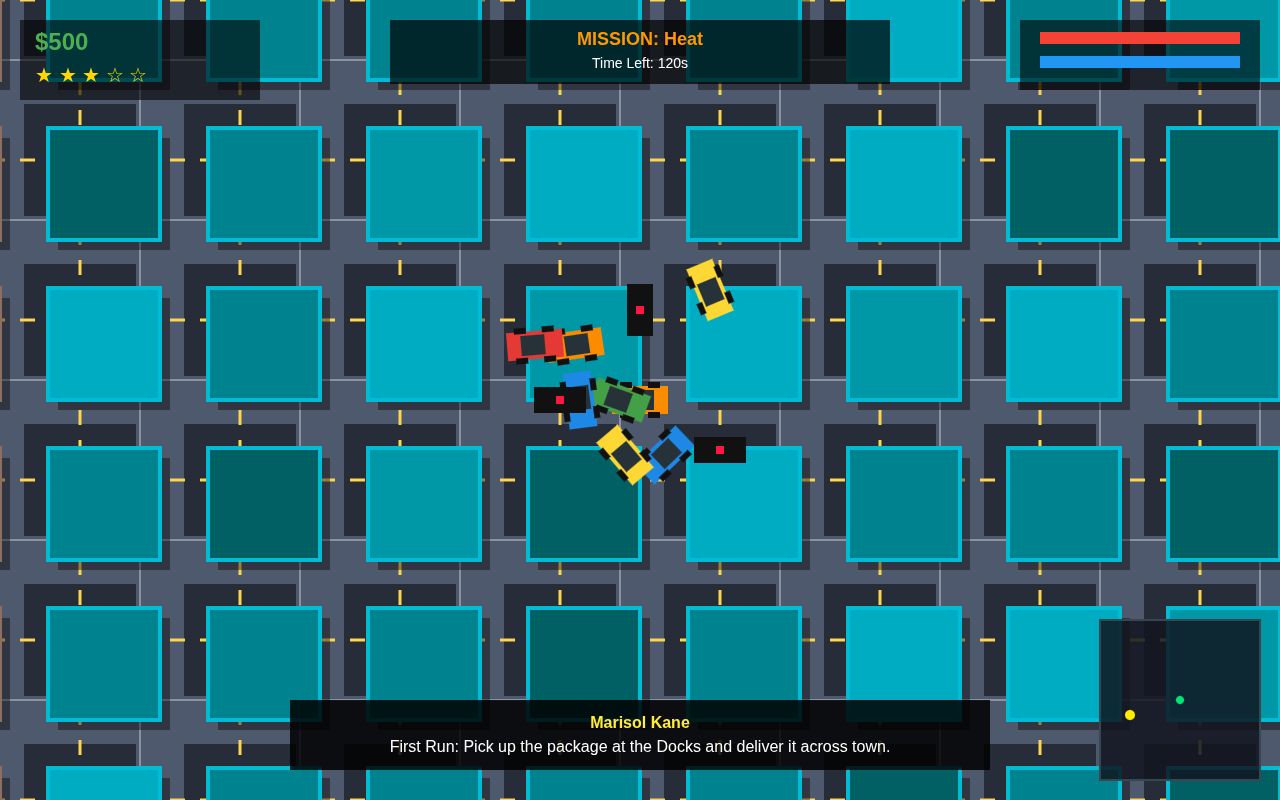 $500
★ ★ ★ ☆ ☆
MISSION: Heat
Time Left: 120s
Marisol Kane
First Run: Pick up the package at the Docks and deliver it across town.